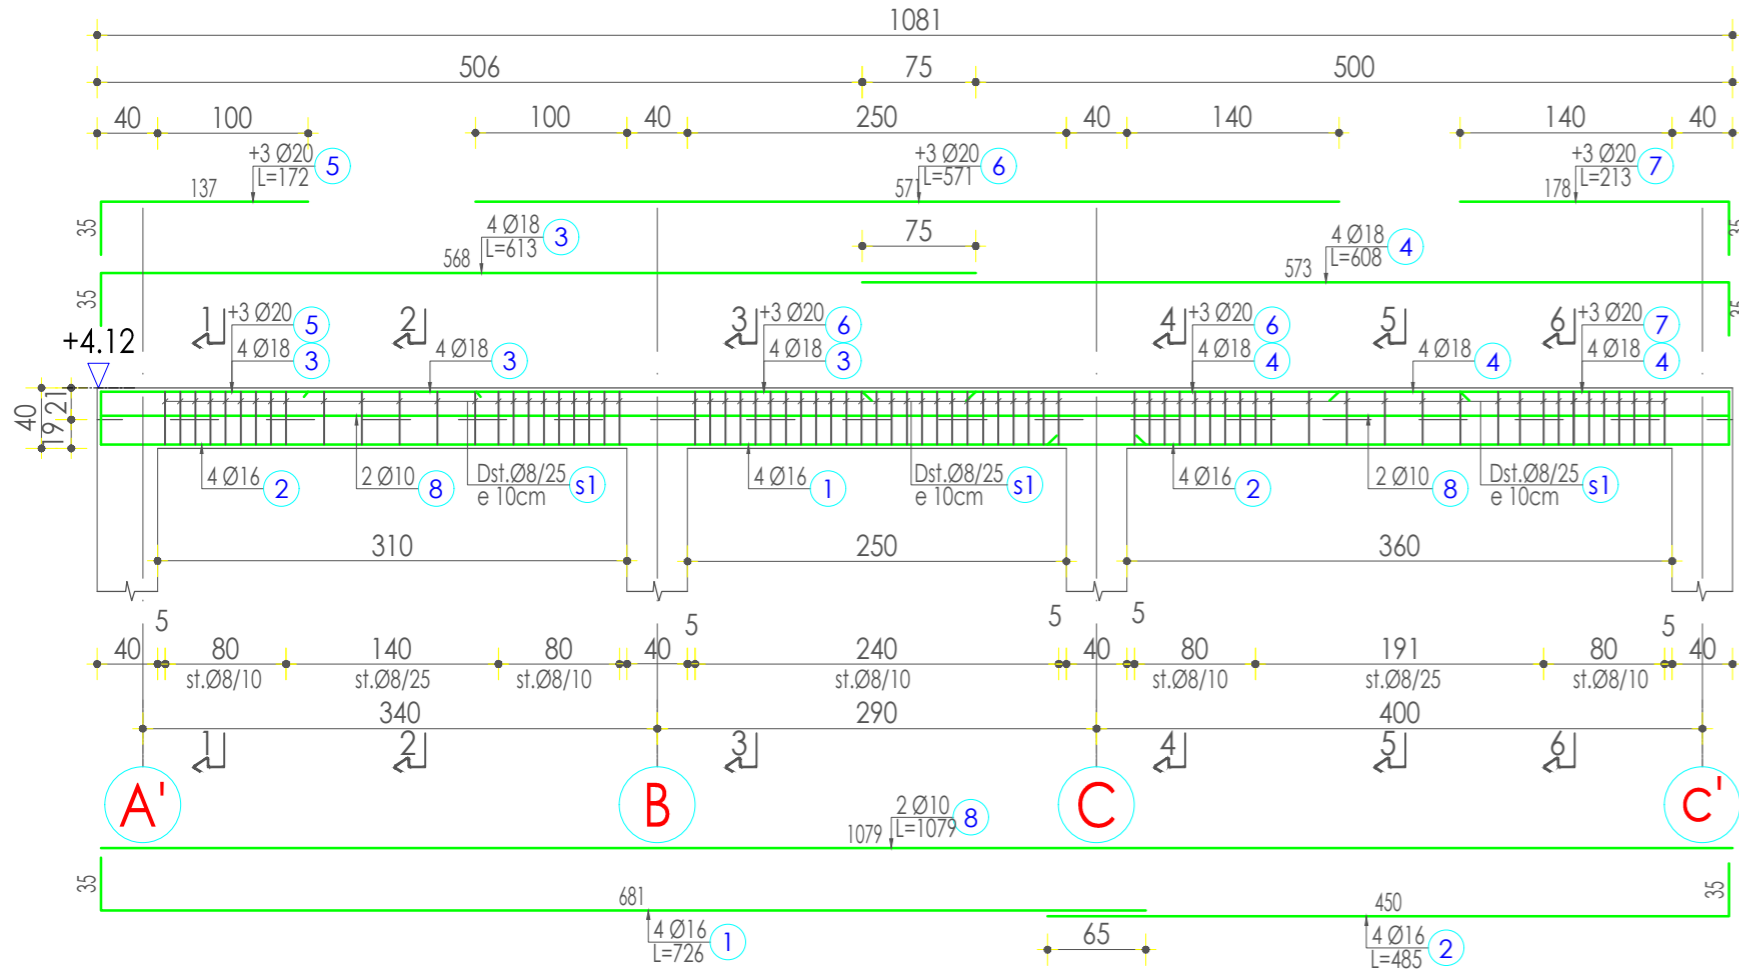 1081
506 75 500
40 100 100 40 250 40 140 140 40
+3 Ø20 5
L=172
137
+3 Ø20 6
L=571
571
+3 Ø20 7
L=213
178
35
35
4 Ø18 3
L=613
568
75
4 Ø18 4
L=608
573
35
35
1 2 3 4 5 6
+3 Ø20 5
+3 Ø20 6
+3 Ø20 6
+3 Ø20 7
+4.12
4 Ø18 3
4 Ø18 3
4 Ø18 3
4 Ø18 4
4 Ø18 4
4 Ø18 4
40
19 21
4 Ø16 2
2 Ø10 8
Dst.Ø8/25 s1
e 10cm
4 Ø16 1
Dst.Ø8/25 s1
e 10cm
4 Ø16 2
2 Ø10 8
Dst.Ø8/25 s1
e 10cm
310 250 360
5 5 5 5 5
40 80 140 80 40 240 40 80 191 80 40
st.Ø8/10 st.Ø8/25 st.Ø8/10 st.Ø8/10 st.Ø8/10 st.Ø8/25 st.Ø8/10
340 290 400
1 2 3 4 5 6
A' B C C'
2 Ø10 8
L=1079
1079
35
35
681
450
4 Ø16 1
L=726
65
4 Ø16 2
L=485